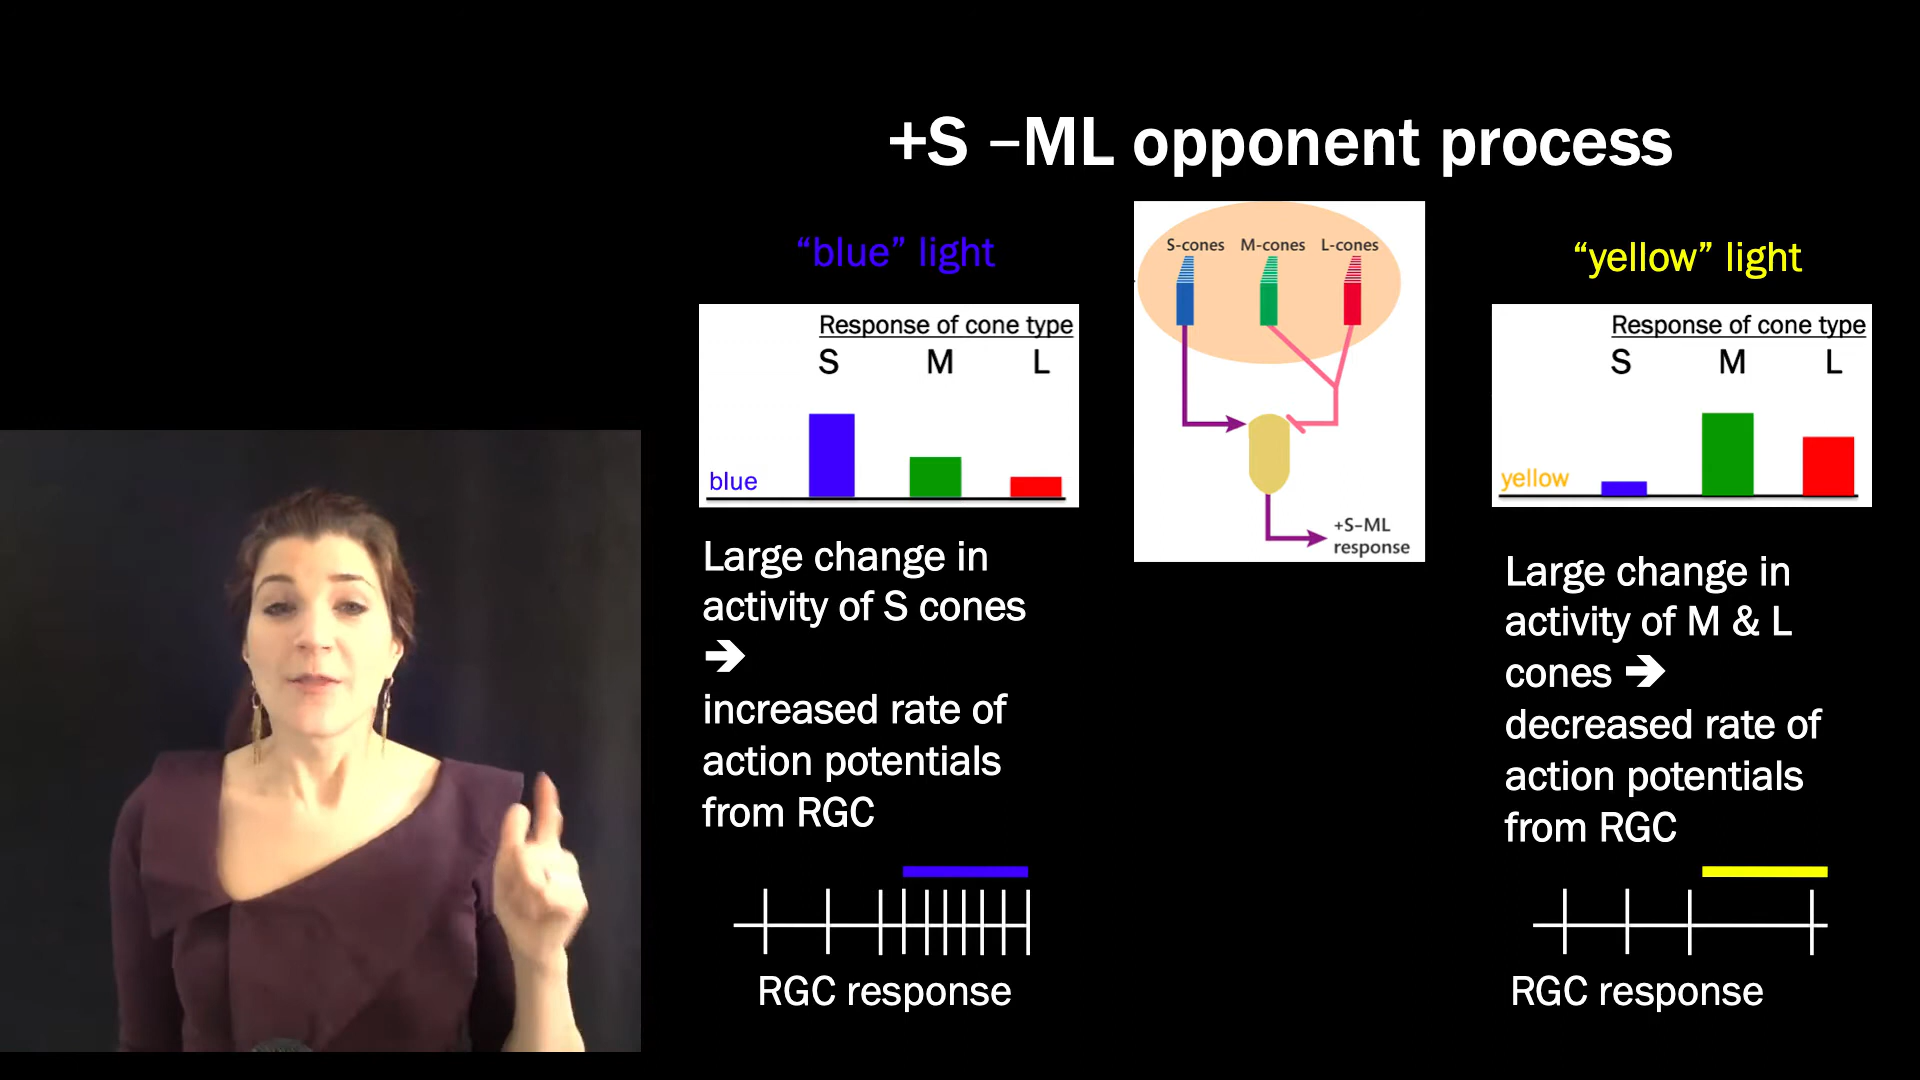 +S –ML opponent process
“blue” light
Response of cone type
S M L
blue
Large change in
activity of S cones
➔
increased rate of
action potentials
from RGC
RGC response
S-cones M-cones L-cones
+S–ML
response
“yellow” light
Response of cone type
S M L
yellow
Large change in
activity of M & L
cones ➔
decreased rate of
action potentials
from RGC
RGC response